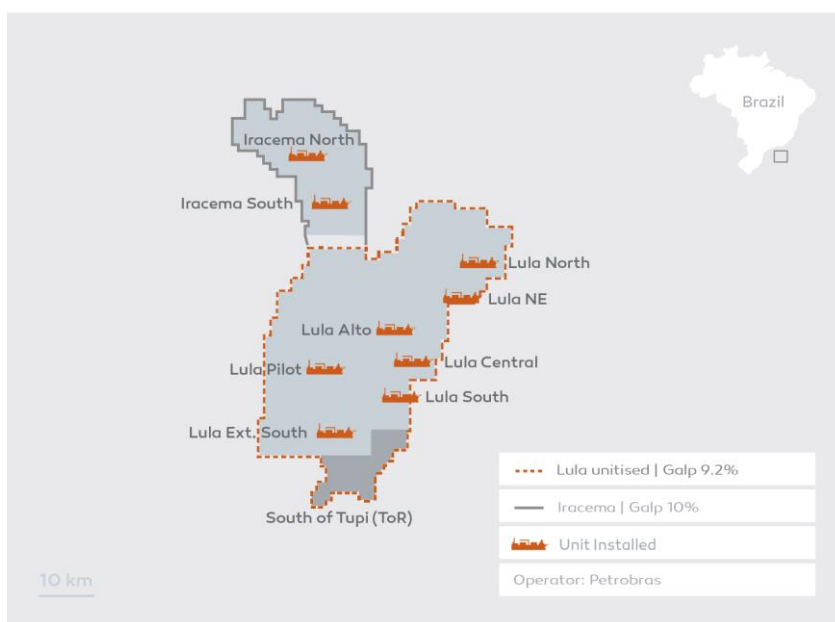 Brazil
Iracema North
Iracema South
Lula North
Lula NE
Lula Alto
Lula Central
Lula Pilot
Lula South
Lula Ext. South
South of Tupi (ToR)
Lula unitised | Galp 9.2%
Iracema | Galp 10%
Unit Installed
Operator: Petrobras
10 km